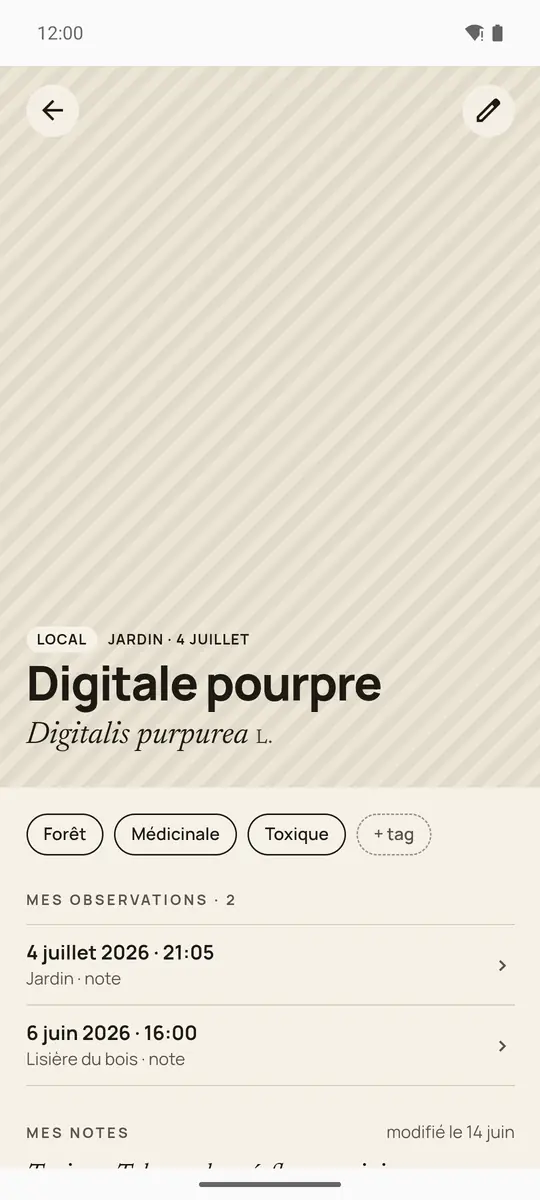 12:00
LOCAL JARDIN · 4 JUILLET
Digitale pourpre
Digitalis purpurea L.
Forêt Médicinale Toxique + tag
MES OBSERVATIONS · 2
4 juillet 2026 · 21:05
Jardin · note
6 juin 2026 · 16:00
Lisière du bois · note
MES NOTES modifié le 14 juin